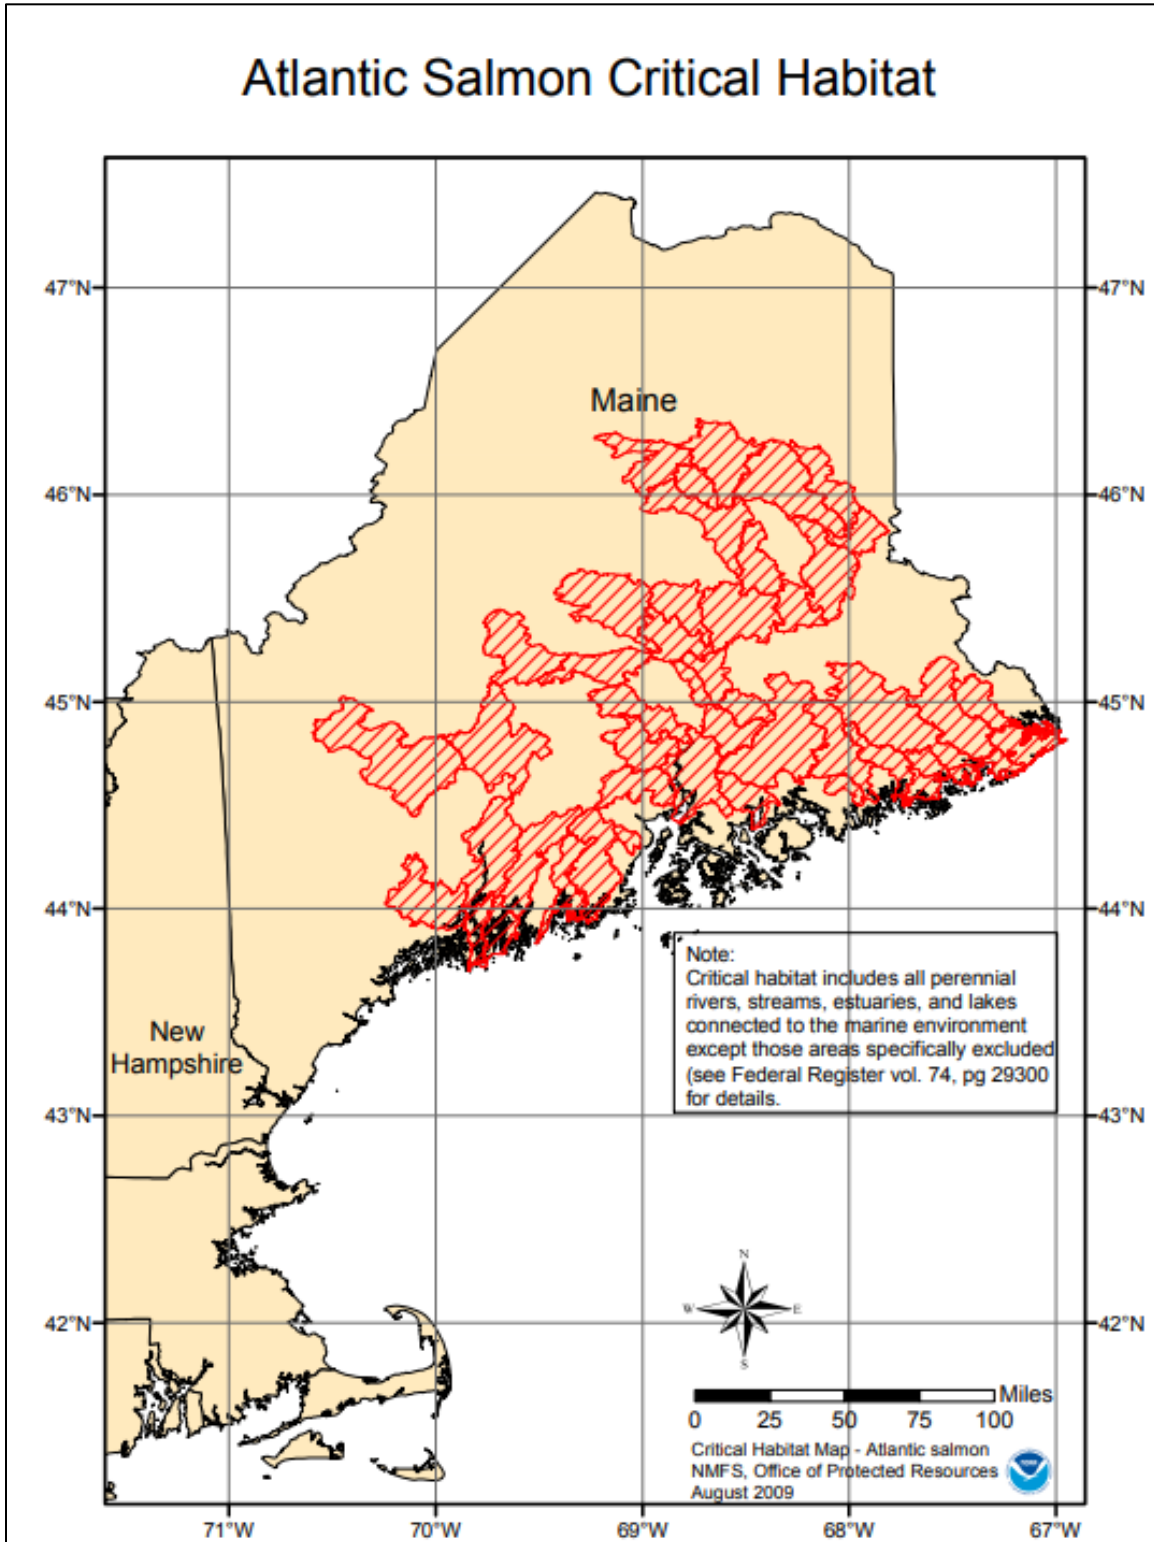 Atlantic Salmon Critical Habitat
47°N
47°N
Maine
46°N
46°N
45°N
45°N
44°N
44°N
Note:
Critical habitat includes all perennial
rivers, streams, estuaries, and lakes
connected to the marine environment
except those areas specifically excluded
(see Federal Register vol. 74, pg 29300
for details.
New
Hampshire
43°N
43°N
N
W
E
S
42°N
42°N
Miles
0 25 50 75 100
Critical Habitat Map - Atlantic salmon
NMFS, Office of Protected Resources
August 2009
71°W 70°W 69°W 68°W 67°W